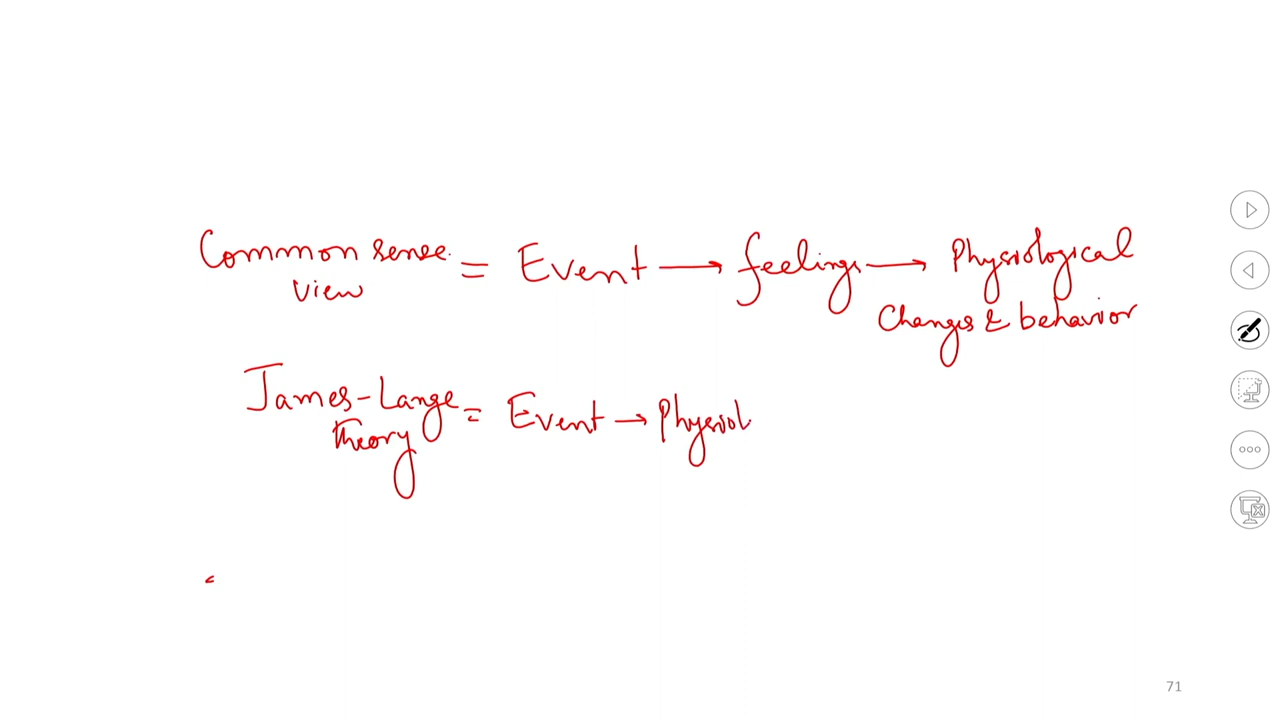 Common sense = Event → feelings → Physiological
view
Changes & behavior
James-Lange = Event → Physiol
Theory
71